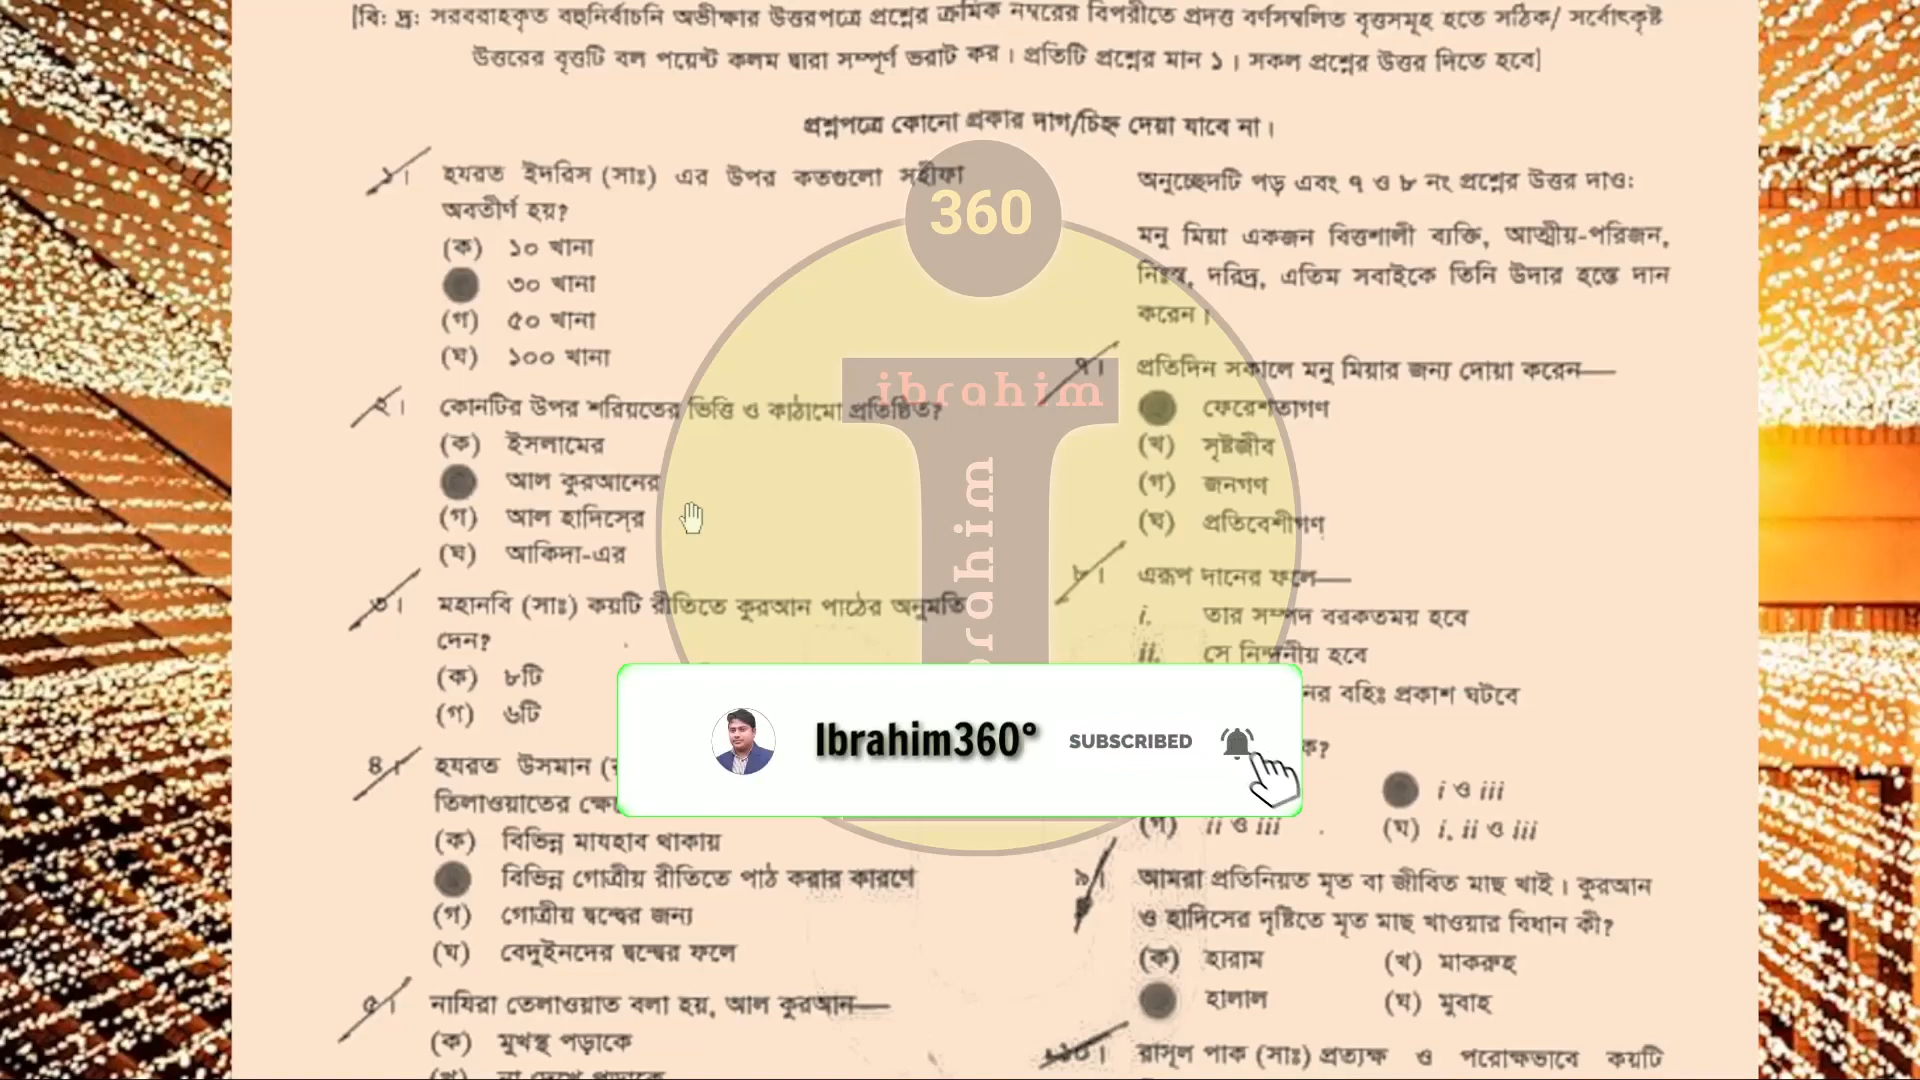 [বি: দ্র: সরবরাহকৃত বহুনির্বাচনি অভীক্ষার উত্তরপত্রে প্রশ্নের ক্রমিক নম্বরের বিপরীতে প্রদত্ত বর্ণসম্বলিত বৃত্তসমূহ হতে সঠিক/ সর্বোৎকৃষ্ট
উত্তরের বৃত্তটি বল পয়েন্ট কলম দ্বারা সম্পূর্ণ ভরাট কর। প্রতিটি প্রশ্নের মান ১। সকল প্রশ্নের উত্তর দিতে হবে]
প্রশ্নপত্রে কোনো প্রকার দাগ/চিহ্ন দেয়া যাবে না।
১। হযরত ইদরিস (সাঃ) এর উপর কতগুলো সহীফা
অবতীর্ণ হয়?
(ক) ১০ খানা
৩০ খানা
(গ) ৫০ খানা
(ঘ) ১০০ খানা
২। কোনটির উপর শরিয়তের ভিত্তি ও কাঠামো প্রতিষ্ঠিত?
(ক) ইসলামের
আল কুরআনের
(গ) আল হাদিসের
(ঘ) আকিদা-এর
৩। মহানবি (সাঃ) কয়টি রীতিতে কুরআন পাঠের অনুমতি
দেন?
(ক) ৮টি
(গ) ৬টি
৪। হযরত উসমান
তিলাওয়াতের
(ক) বিভিন্ন মাযহাব থাকায়
বিভিন্ন গোত্রীয় রীতিতে পাঠ করার কারণে
(গ) গোত্রীয় দ্বন্দ্বের জন্য
(ঘ) বেদুইনদের দ্বন্দ্বের ফলে
৫। নাযিরা তেলাওয়াত বলা হয়, আল কুরআন—
(ক) মুখস্থ পড়াকে
অনুচ্ছেদটি পড় এবং ৭ ও ৮ নং প্রশ্নের উত্তর দাও:
মনু মিয়া একজন বিত্তশালী ব্যক্তি, আত্মীয়-পরিজন,
নিঃস্ব, দরিদ্র, এতিম সবাইকে তিনি উদার হস্তে দান
করেন।
৭। প্রতিদিন সকালে মনু মিয়ার জন্য দোয়া করেন—
ফেরেশতাগণ
(খ) সৃষ্টজীব
(গ) জনগণ
(ঘ) প্রতিবেশীগণ
৮। এরূপ দানের ফলে—
i. তার সম্পদ বরকতময় হবে
ii. সে নিন্দনীয় হবে
বহিঃ প্রকাশ ঘটবে
i ও iii
(গ) ii ও iii (ঘ) i, ii ও iii
৯। আমরা প্রতিনিয়ত মৃত বা জীবিত মাছ খাই। কুরআন
ও হাদিসের দৃষ্টিতে মৃত মাছ খাওয়ার বিধান কী?
(ক) হারাম (খ) মাকরুহ
হালাল (ঘ) মুবাহ
১০। রাসূল পাক (সাঃ) প্রত্যক্ষ ও পরোক্ষভাবে কয়টি
360
ibrahim
Ibrahim360° SUBSCRIBED